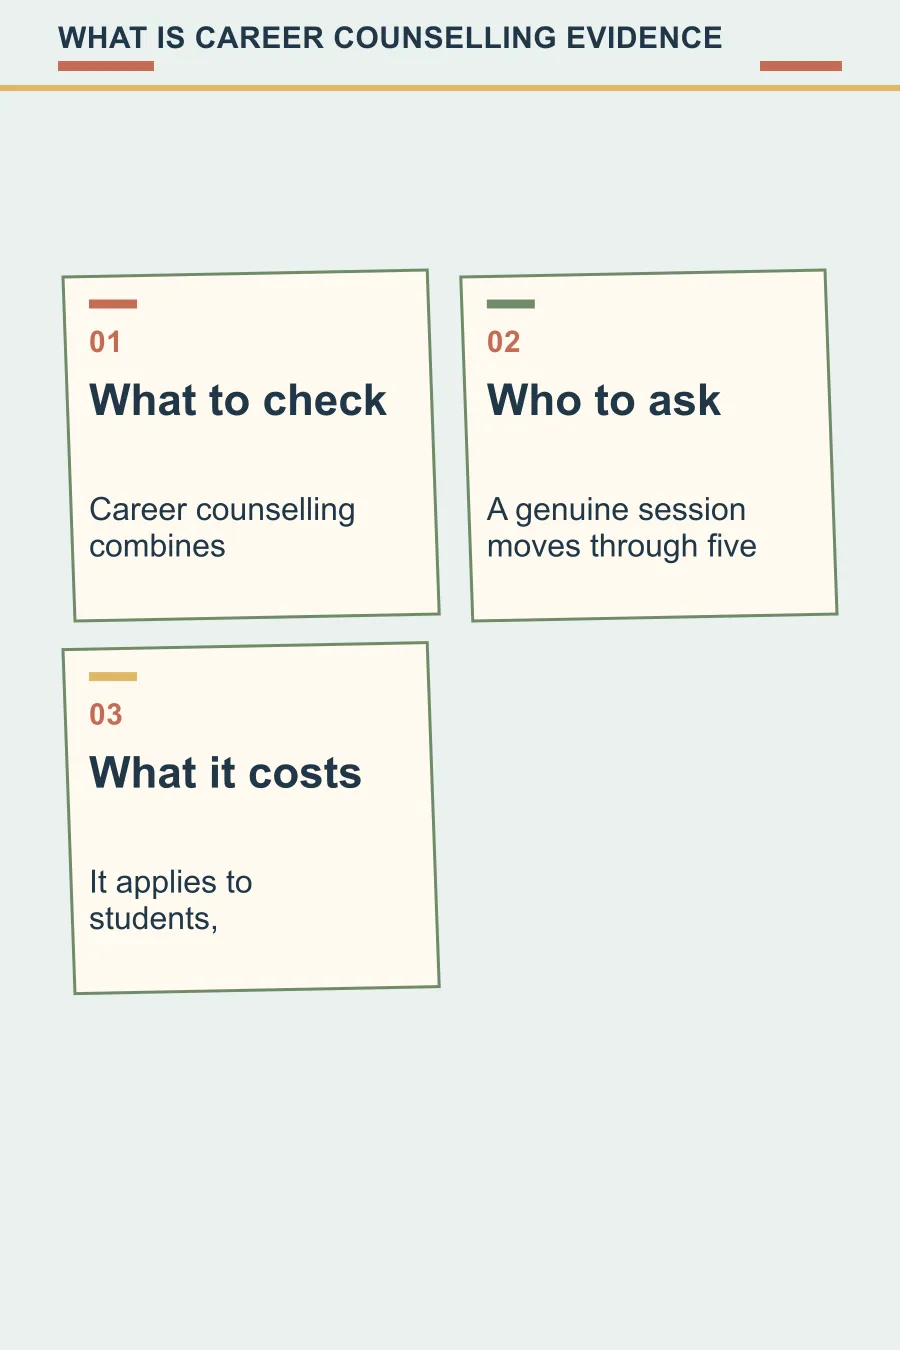 WHAT IS CAREER COUNSELLING EVIDENCE
01
What to check
Career counselling
combines
02
Who to ask
A genuine session
moves through five
03
What it costs
It applies to
students,